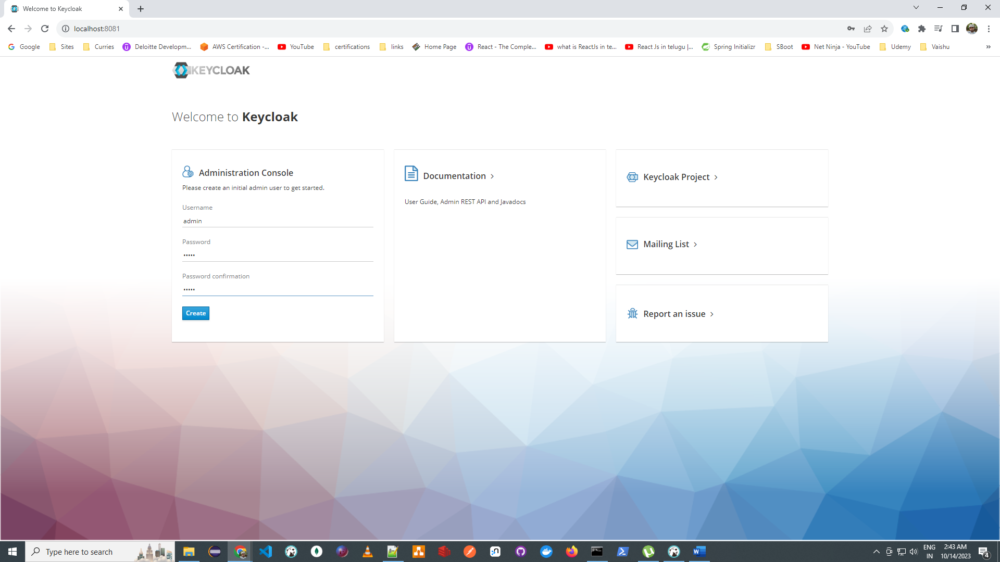 Welcome to Keycloak
localhost:8081
Google Sites Curries Deloitte Developm... AWS Certification -... YouTube certifications links Home Page React - The Comple... what is ReactJs in te... React Js in telugu |... Spring Initializr SBoot Net Ninja - YouTube Udemy Vaishu »
KEYCLOAK
Welcome to Keycloak
Administration Console
Please create an initial admin user to get started.
Username
admin
Password
•••••
Password confirmation
•••••
Create
Documentation >
User Guide, Admin REST API and Javadocs
Keycloak Project >
Mailing List >
Report an issue >
Type here to search
ENG
IN
2:43 AM
10/14/2023
4